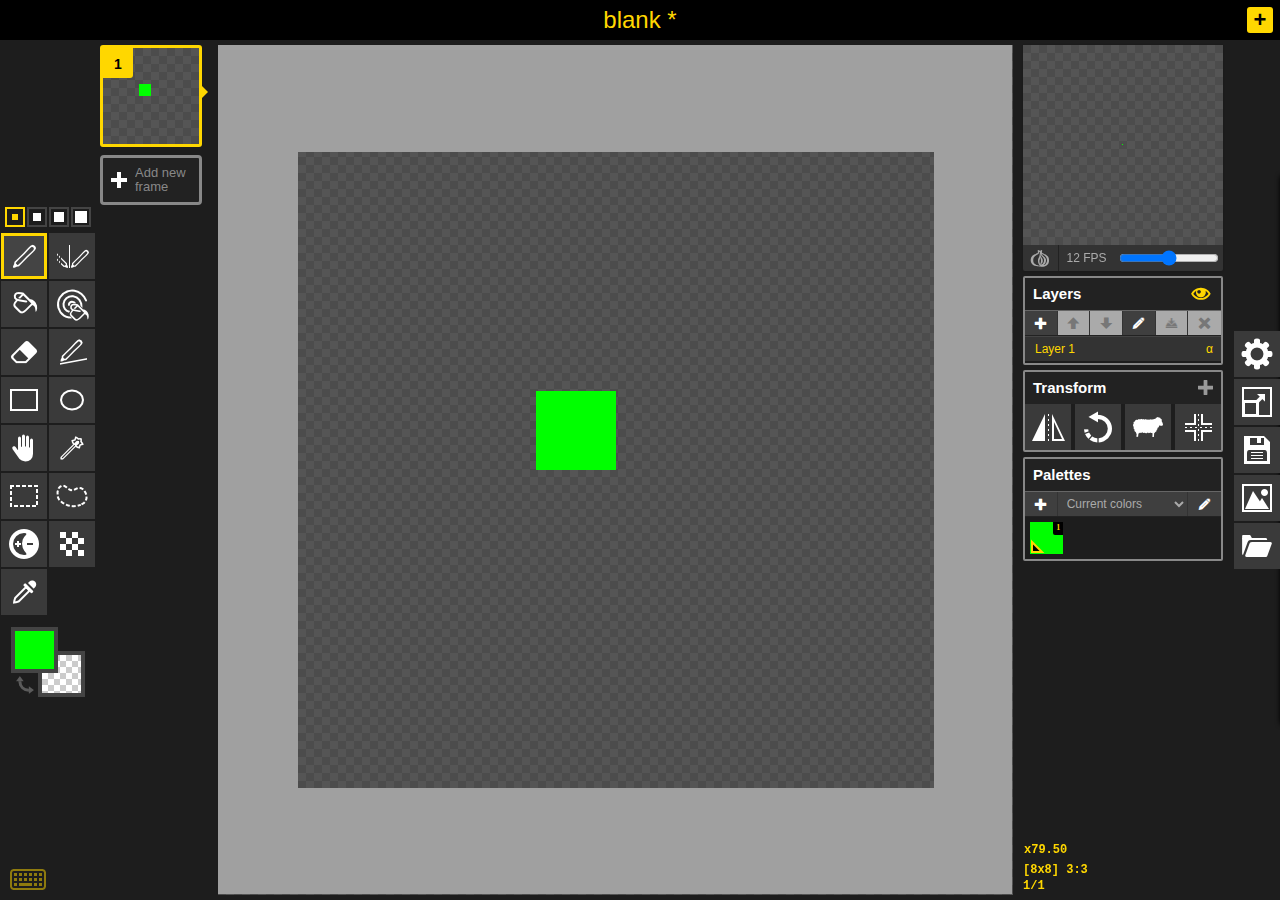 blank *
+
1
Add new
frame
12 FPS
Layers
Layer 1
α
Transform
Palettes
Current colors
1
x79.50
[8x8] 3:3
1/1